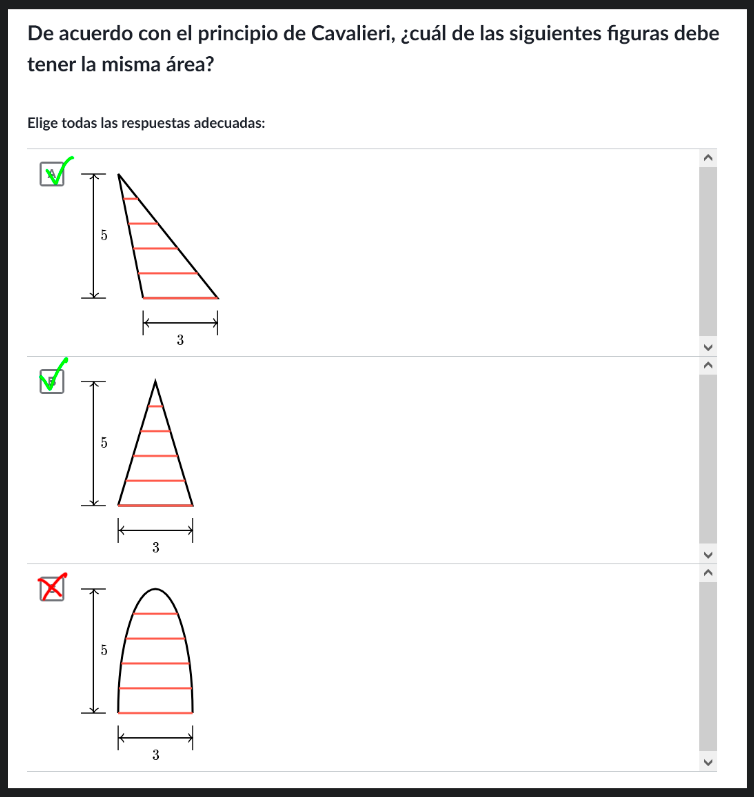 De acuerdo con el principio de Cavalieri, ¿cuál de las siguientes figuras debe
tener la misma área?
Elige todas las respuestas adecuadas:
A
5
3
B
5
3
5
3